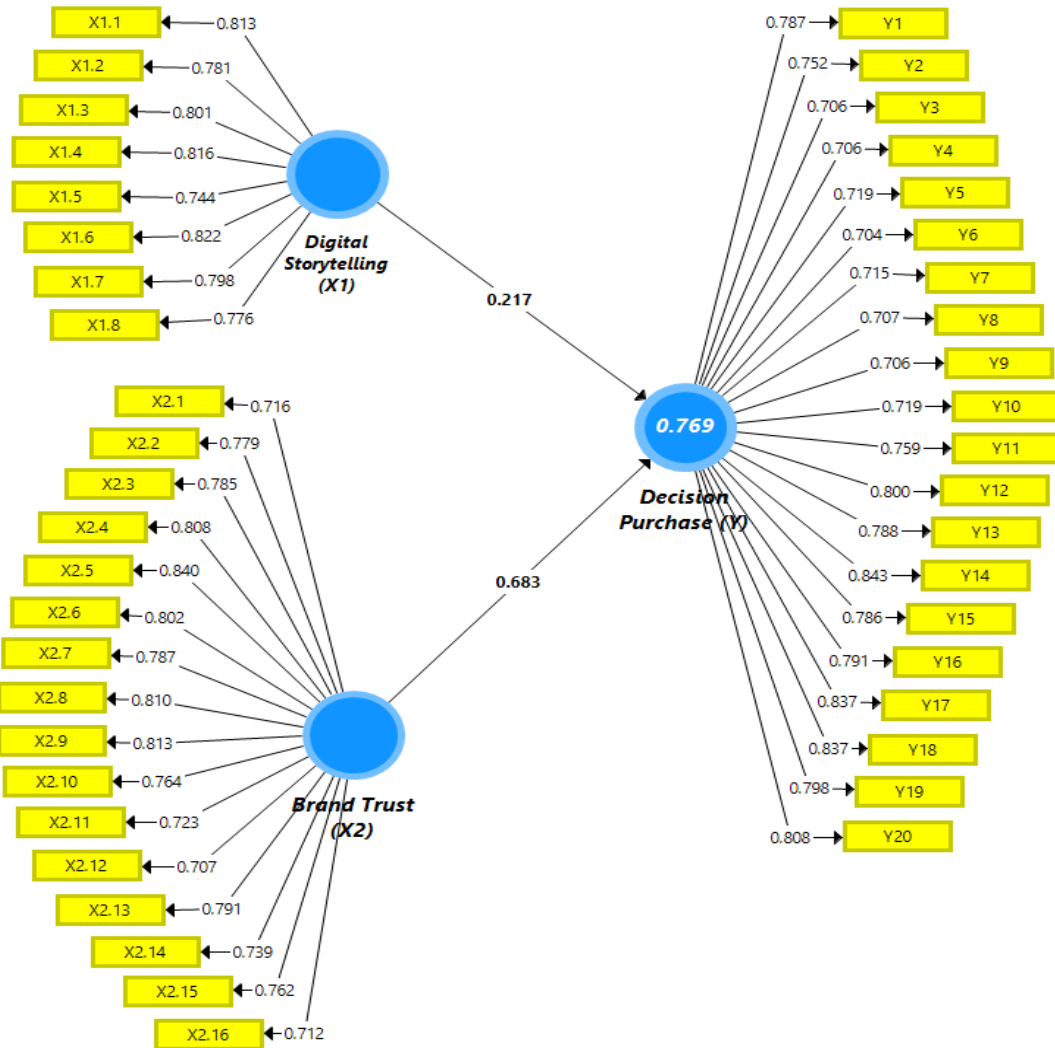 X1.1 0.813
X1.2 0.781
X1.3 0.801
X1.4 0.816
X1.5 0.744
X1.6 0.822
X1.7 0.798
X1.8 0.776
Digital
Storytelling
(X1)
0.217
X2.1 0.716
X2.2 0.779
X2.3 0.785
X2.4 0.808
X2.5 0.840
X2.6 0.802
X2.7 0.787
X2.8 0.810
X2.9 0.813
X2.10 0.764
X2.11 0.723
X2.12 0.707
X2.13 0.791
X2.14 0.739
X2.15 0.762
X2.16 0.712
Brand Trust
(X2)
0.683
0.769
Decision
Purchase (Y)
0.787 Y1
0.752 Y2
0.706 Y3
0.706 Y4
0.719 Y5
0.704 Y6
0.715 Y7
0.707 Y8
0.706 Y9
0.719 Y10
0.759 Y11
0.800 Y12
0.788 Y13
0.843 Y14
0.786 Y15
0.791 Y16
0.837 Y17
0.837 Y18
0.798 Y19
0.808 Y20